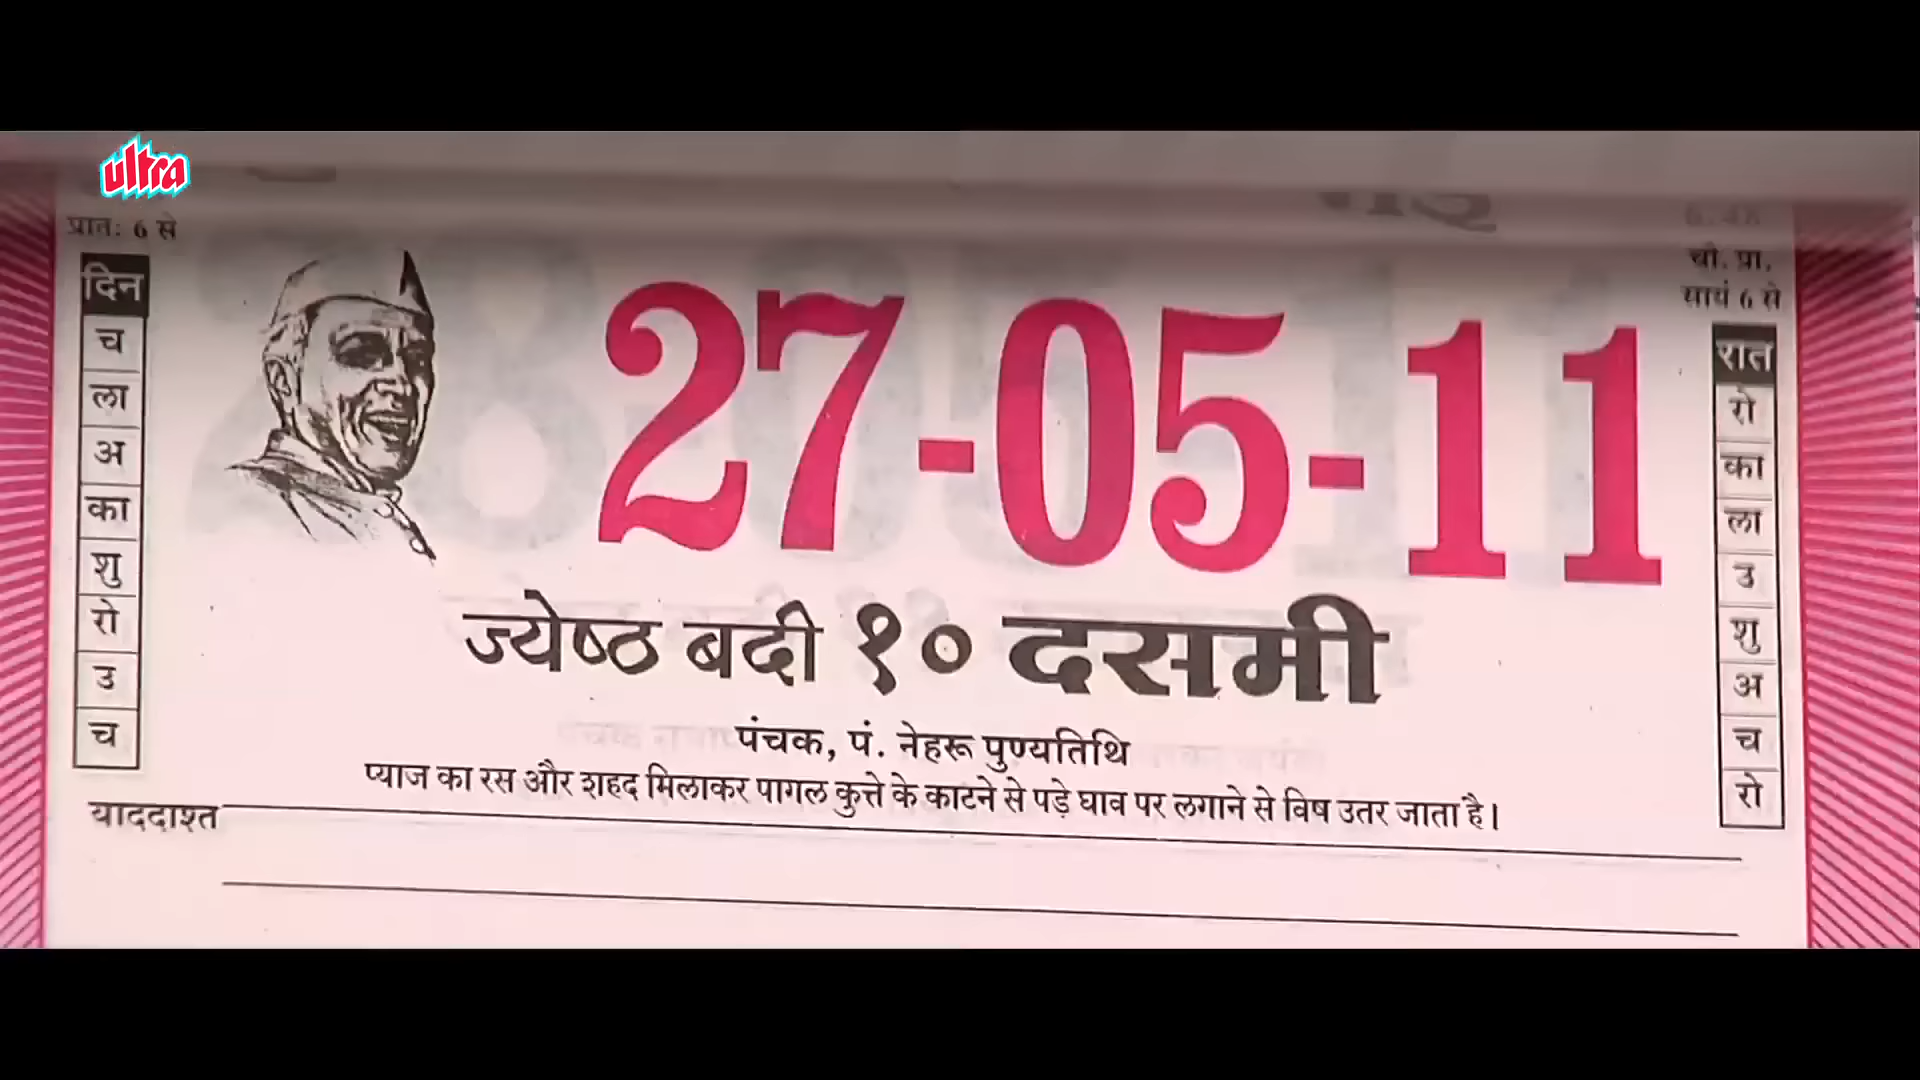 ultra
प्रातः 6 से
दिन
च
ला
अ
का
शु
रो
उ
च
27-05-11
ज्येष्ठ बदी १० दसमी
पंचक, पं. नेहरू पुण्यतिथि
प्याज का रस और शहद मिलाकर पागल कुत्ते के काटने से पड़े घाव पर लगाने से विष उतर जाता है।
याददाश्त
चौ. प्रा.
सायं 6 से
रात
रो
का
ला
उ
शु
अ
च
रो